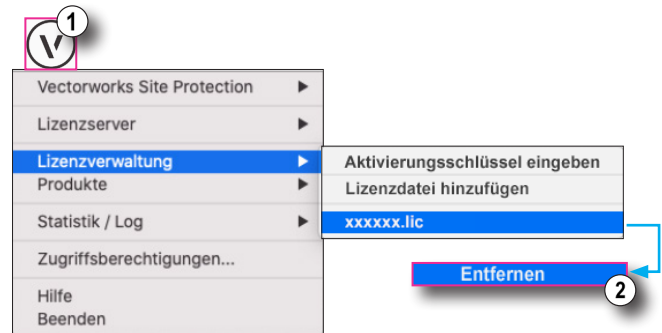 1
Vectorworks Site Protection
Lizenzserver
Lizenzverwaltung
Produkte
Statistik / Log
Zugriffsberechtigungen...
Hilfe
Beenden
Aktivierungsschlüssel eingeben
Lizenzdatei hinzufügen
xxxxxx.lic
Entfernen
2